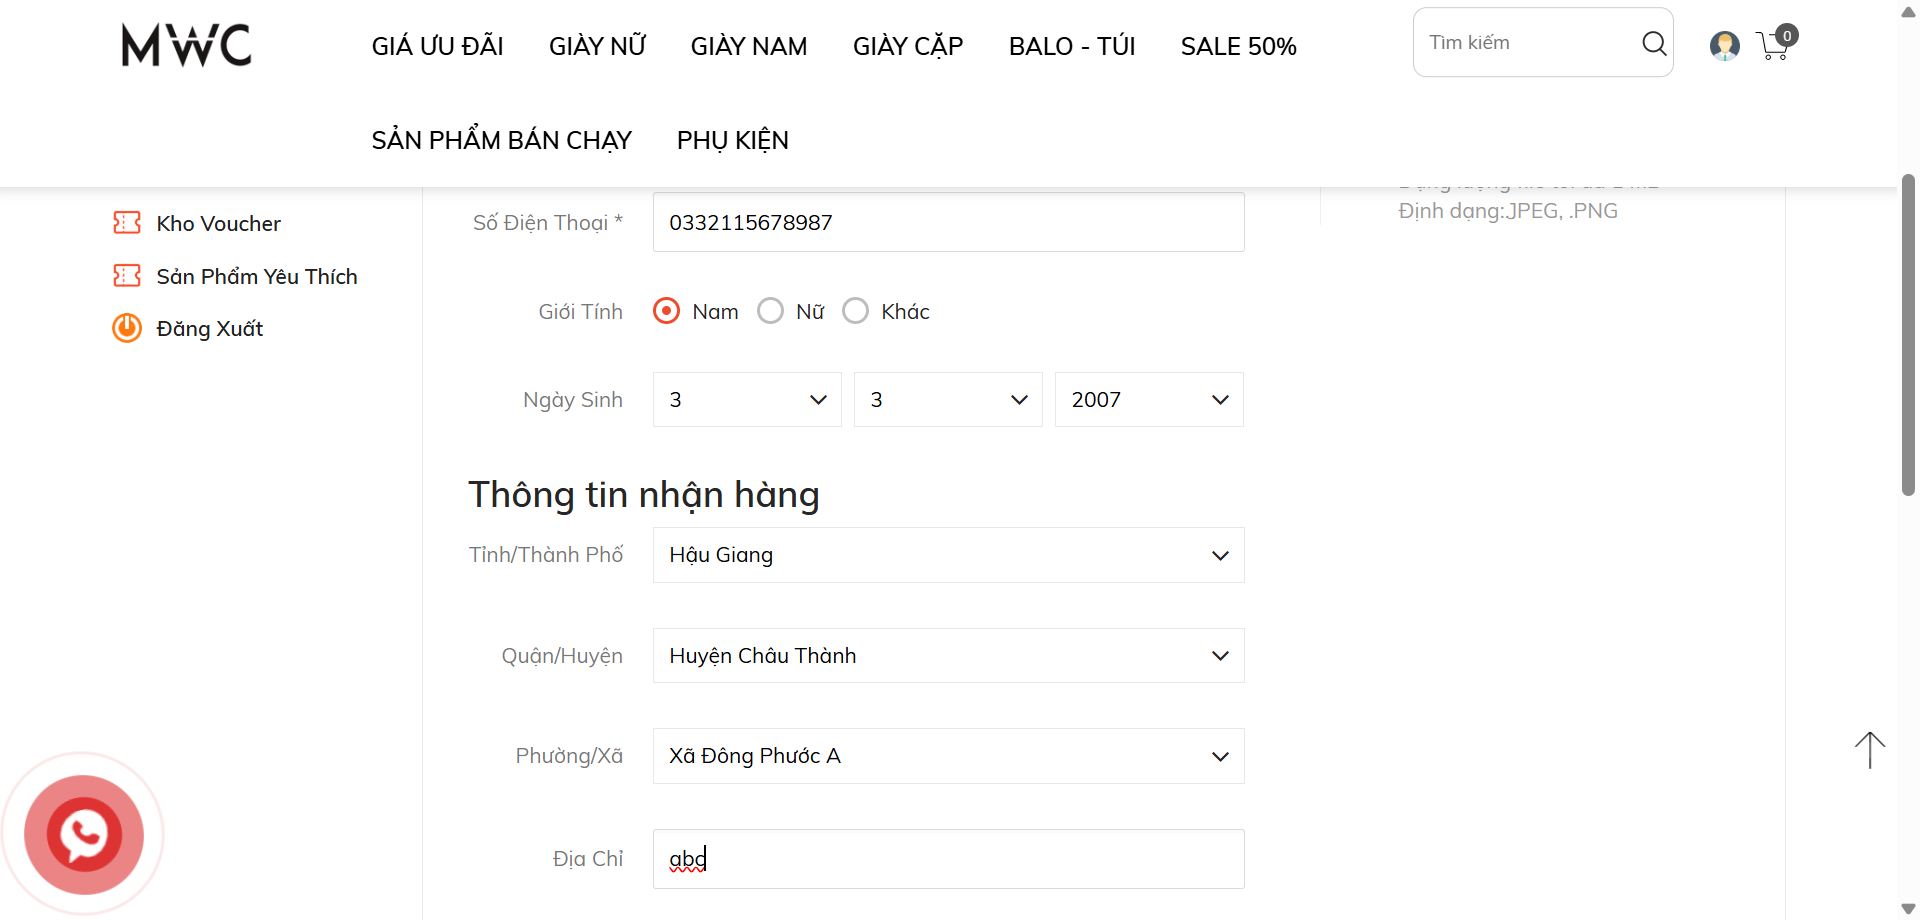 MWC
GIÁ ƯU ĐÃI GIÀY NỮ GIÀY NAM GIÀY CẶP BALO - TÚI SALE 50%
Tìm kiếm
0
SẢN PHẨM BÁN CHẠY PHỤ KIỆN
Kho Voucher
Sản Phẩm Yêu Thích
Đăng Xuất
Số Điện Thoại * 0332115678987
Định dạng:.JPEG, .PNG
Giới Tính Nam Nữ Khác
Ngày Sinh 3 3 2007
Thông tin nhận hàng
Tỉnh/Thành Phố Hậu Giang
Quận/Huyện Huyện Châu Thành
Phường/Xã Xã Đông Phước A
Địa Chỉ abc